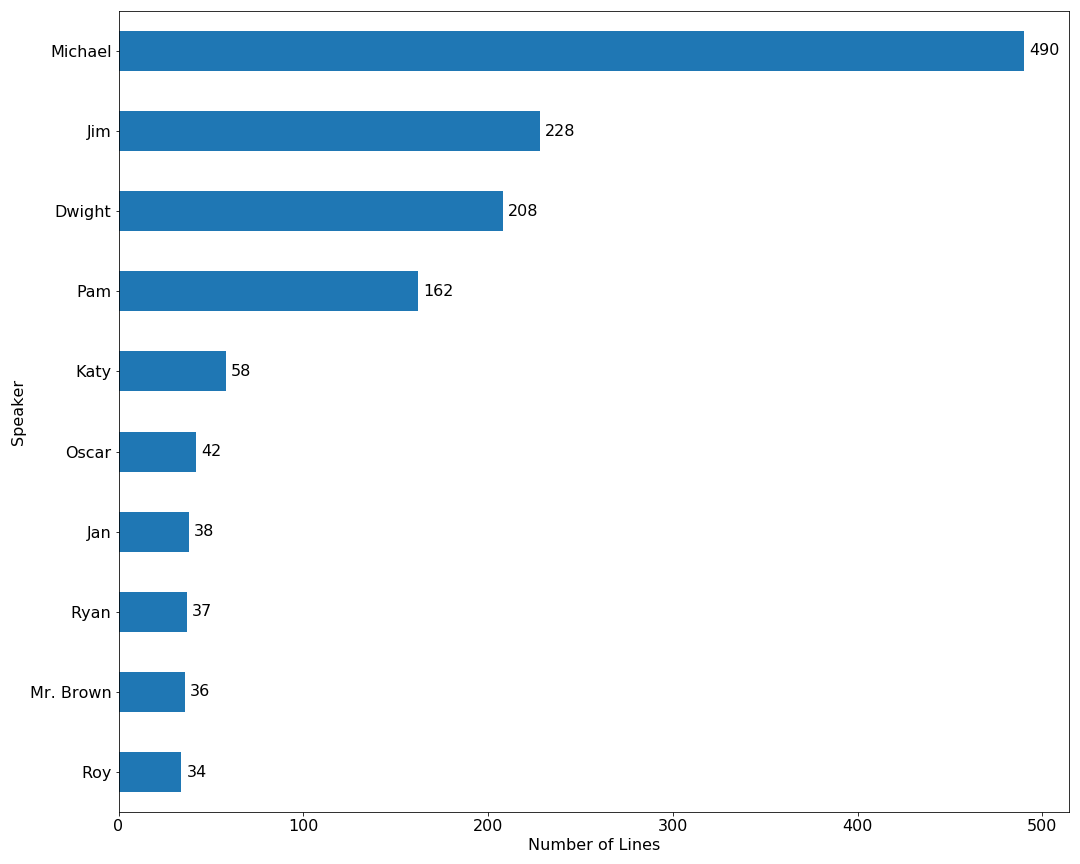 Michael 490
Jim 228
Dwight 208
Pam 162
Katy 58
Oscar 42
Jan 38
Ryan 37
Mr. Brown 36
Roy 34
Speaker
0 100 200 300 400 500
Number of Lines